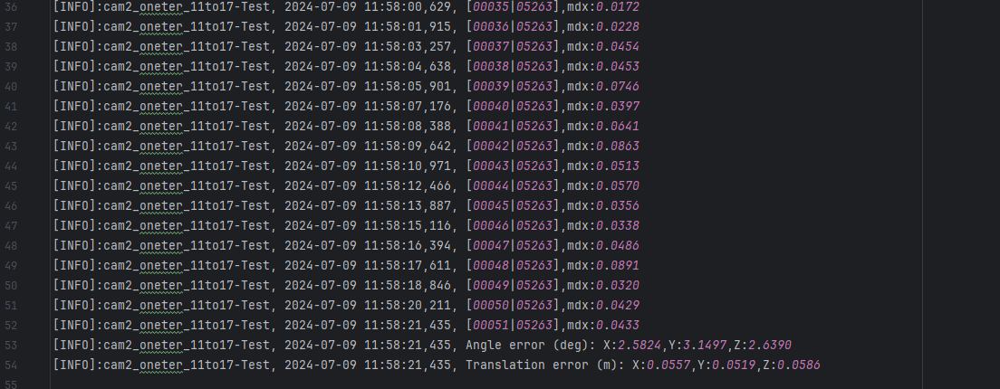 36 [INFO]:cam2_oneter_11to17-Test, 2024-07-09 11:58:00,629, [00035|05263],mdx:0.0172
37 [INFO]:cam2_oneter_11to17-Test, 2024-07-09 11:58:01,915, [00036|05263],mdx:0.0228
38 [INFO]:cam2_oneter_11to17-Test, 2024-07-09 11:58:03,257, [00037|05263],mdx:0.0454
39 [INFO]:cam2_oneter_11to17-Test, 2024-07-09 11:58:04,638, [00038|05263],mdx:0.0453
40 [INFO]:cam2_oneter_11to17-Test, 2024-07-09 11:58:05,901, [00039|05263],mdx:0.0746
41 [INFO]:cam2_oneter_11to17-Test, 2024-07-09 11:58:07,176, [00040|05263],mdx:0.0397
42 [INFO]:cam2_oneter_11to17-Test, 2024-07-09 11:58:08,388, [00041|05263],mdx:0.0641
43 [INFO]:cam2_oneter_11to17-Test, 2024-07-09 11:58:09,642, [00042|05263],mdx:0.0863
44 [INFO]:cam2_oneter_11to17-Test, 2024-07-09 11:58:10,971, [00043|05263],mdx:0.0513
45 [INFO]:cam2_oneter_11to17-Test, 2024-07-09 11:58:12,466, [00044|05263],mdx:0.0570
46 [INFO]:cam2_oneter_11to17-Test, 2024-07-09 11:58:13,887, [00045|05263],mdx:0.0356
47 [INFO]:cam2_oneter_11to17-Test, 2024-07-09 11:58:15,116, [00046|05263],mdx:0.0338
48 [INFO]:cam2_oneter_11to17-Test, 2024-07-09 11:58:16,394, [00047|05263],mdx:0.0486
49 [INFO]:cam2_oneter_11to17-Test, 2024-07-09 11:58:17,611, [00048|05263],mdx:0.0891
50 [INFO]:cam2_oneter_11to17-Test, 2024-07-09 11:58:18,846, [00049|05263],mdx:0.0320
51 [INFO]:cam2_oneter_11to17-Test, 2024-07-09 11:58:20,211, [00050|05263],mdx:0.0429
52 [INFO]:cam2_oneter_11to17-Test, 2024-07-09 11:58:21,435, [00051|05263],mdx:0.0433
53 [INFO]:cam2_oneter_11to17-Test, 2024-07-09 11:58:21,435, Angle error (deg): X:2.5824,Y:3.1497,Z:2.6390
54 [INFO]:cam2_oneter_11to17-Test, 2024-07-09 11:58:21,435, Translation error (m): X:0.0557,Y:0.0519,Z:0.0586
55